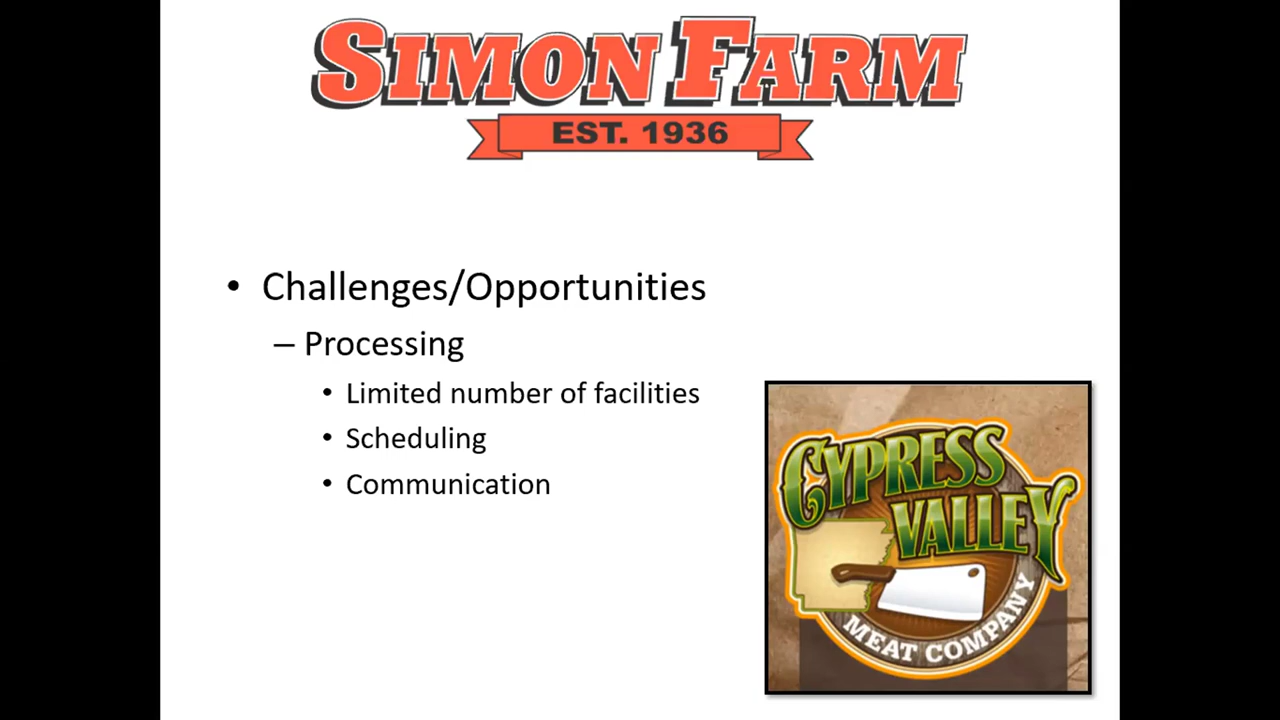 SIMON FARM
EST. 1936
• Challenges/Opportunities
– Processing
• Limited number of facilities
• Scheduling
• Communication
CYPRESS
VALLEY
MEAT COMPANY